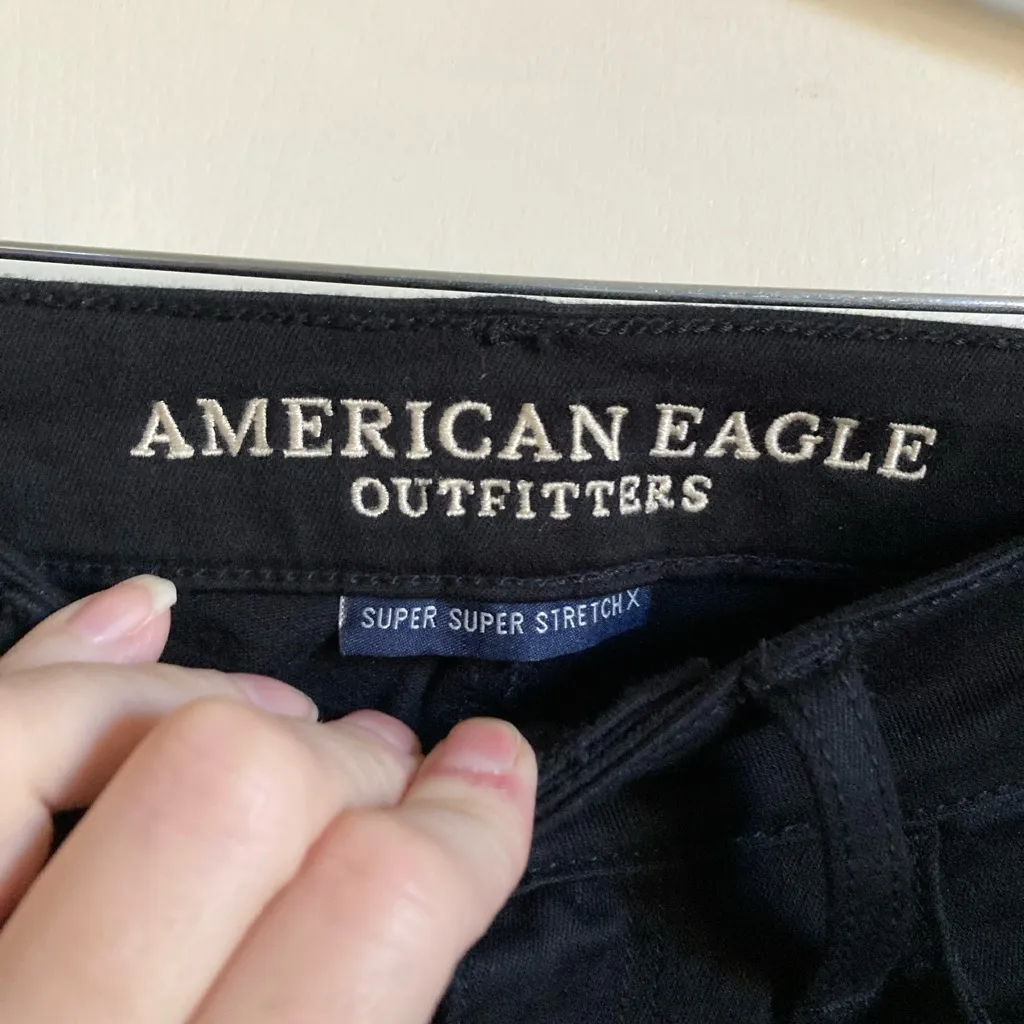 AMERICAN EAGLE
OUTFITTERS
SUPER SUPER STRETCH X